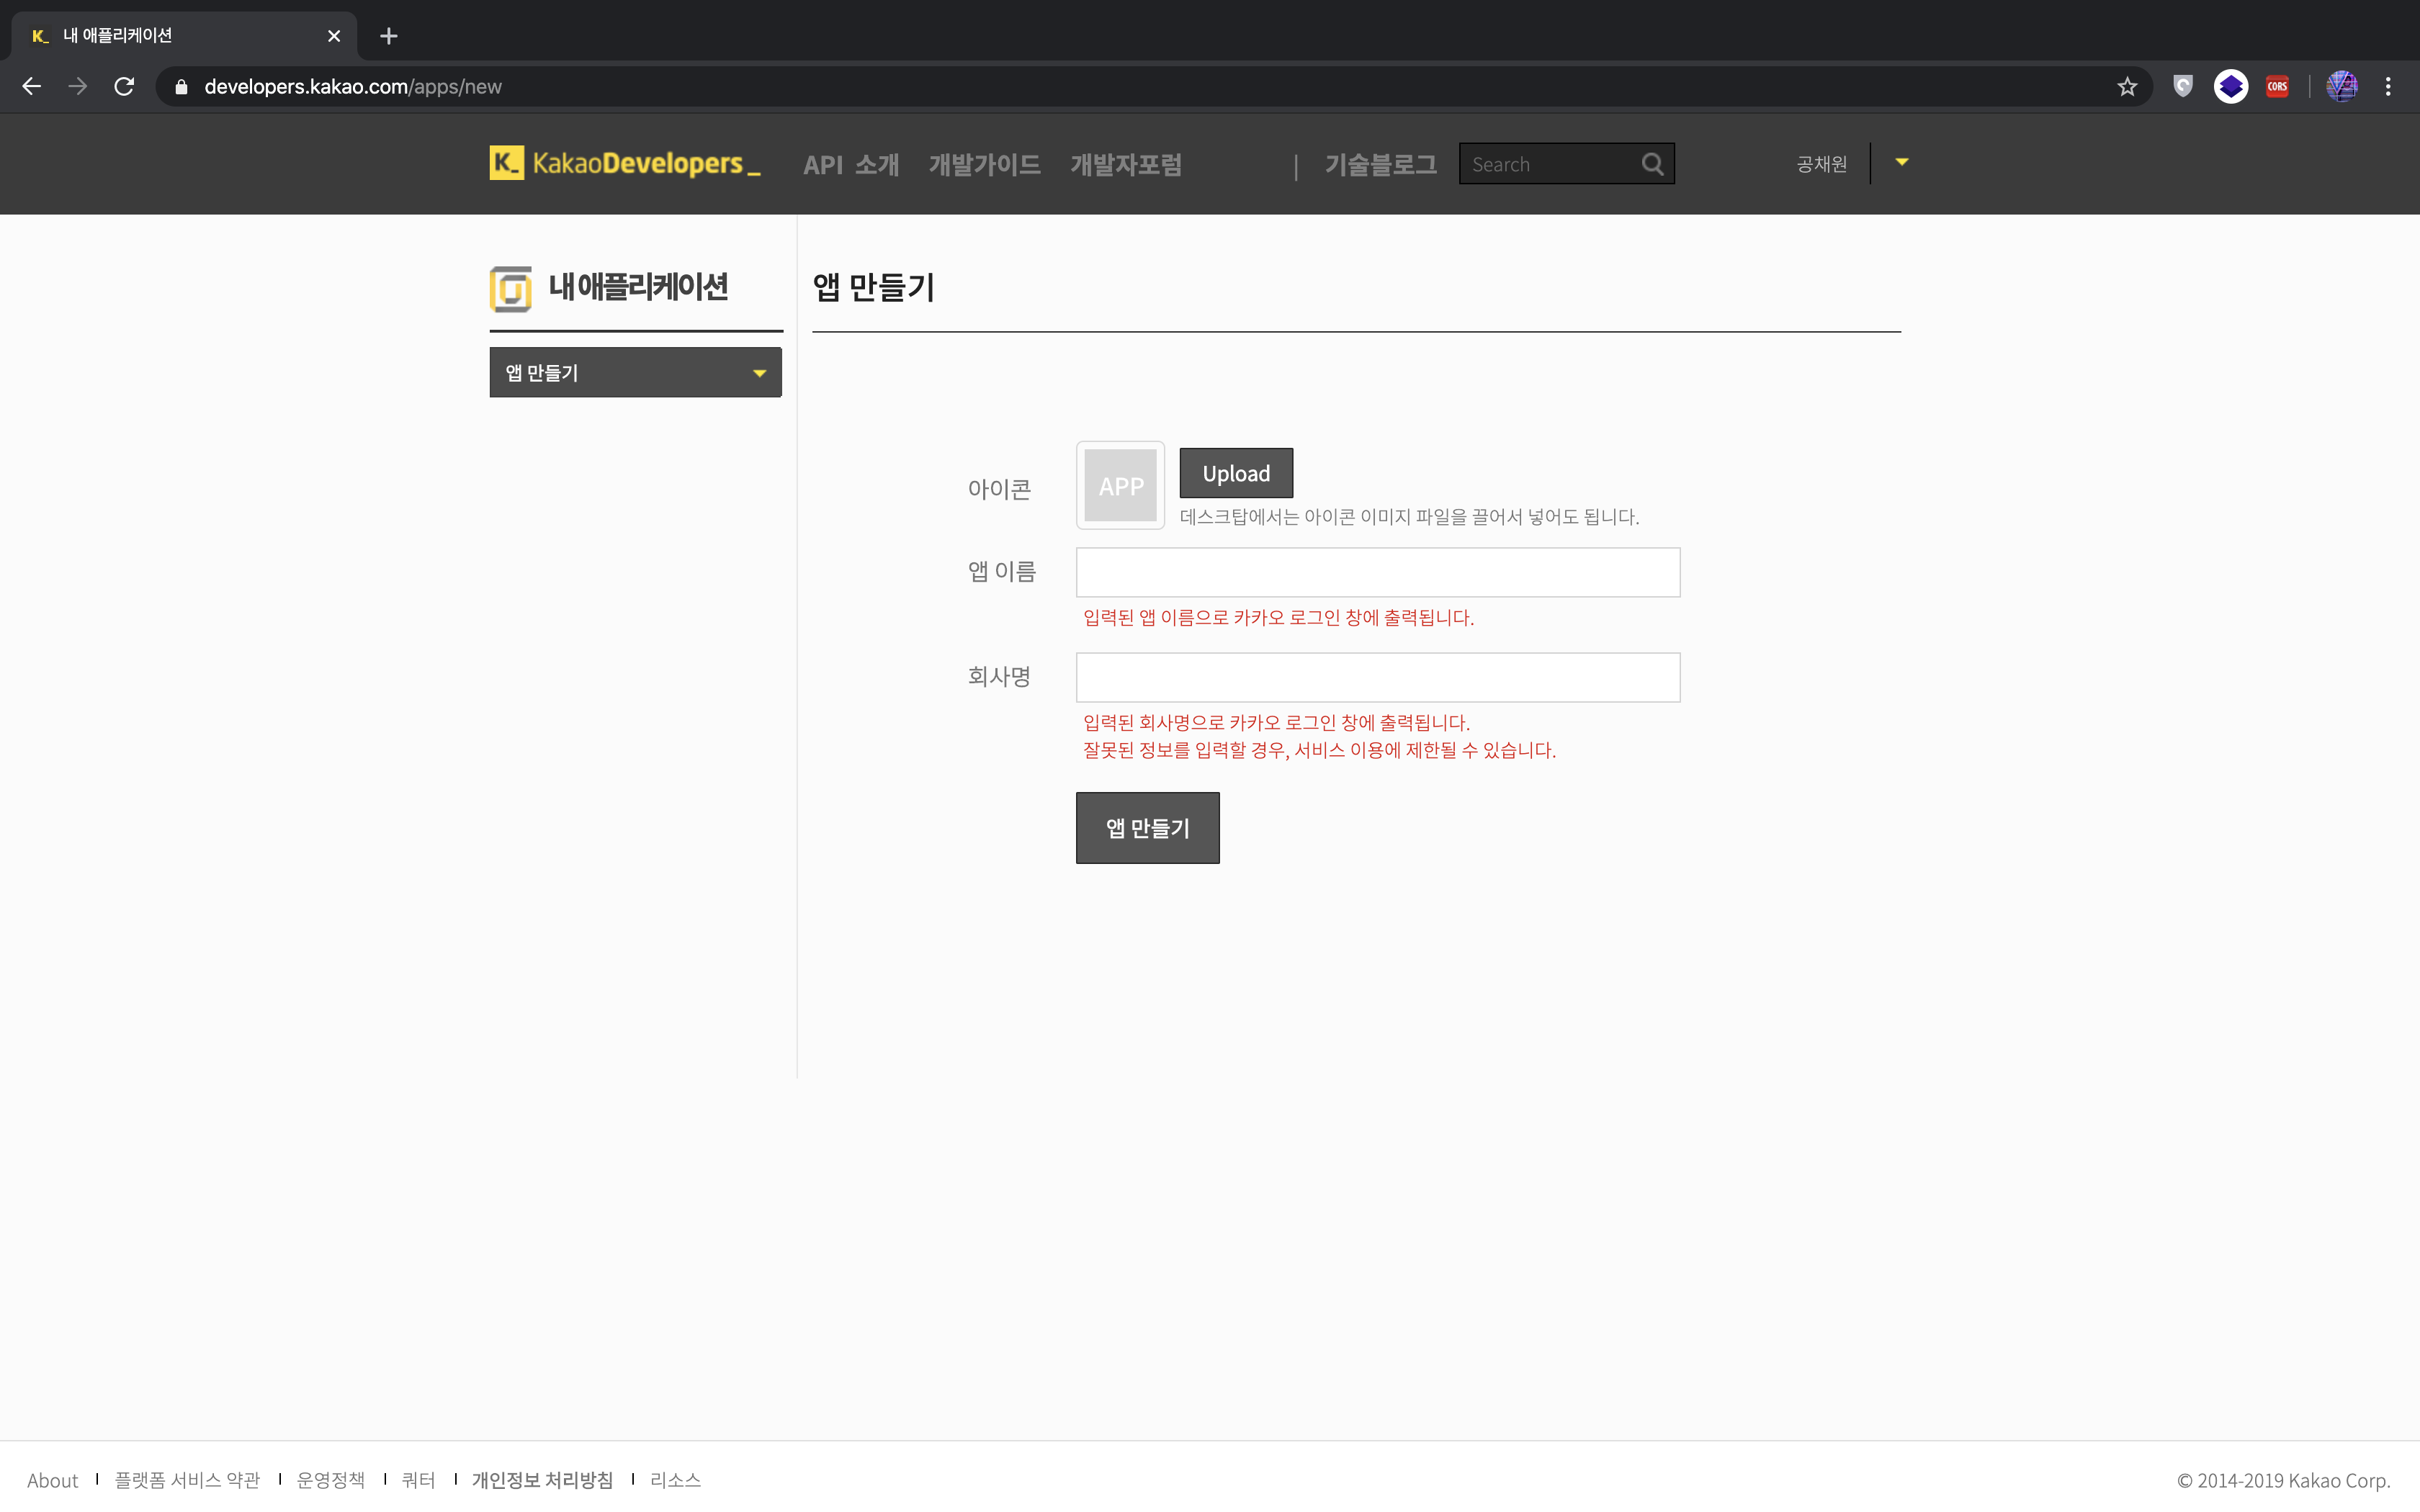 내 애플리케이션
developers.kakao.com/apps/new
CORS
K_ KakaoDevelopers_ API 소개 개발가이드 개발자포럼 | 기술블로그 Search 공채원
내 애플리케이션
앱 만들기
앱 만들기
아이콘
APP
Upload
데스크탑에서는 아이콘 이미지 파일을 끌어서 넣어도 됩니다.
앱 이름
입력된 앱 이름으로 카카오 로그인 창에 출력됩니다.
회사명
입력된 회사명으로 카카오 로그인 창에 출력됩니다.
잘못된 정보를 입력할 경우, 서비스 이용에 제한될 수 있습니다.
앱 만들기
About | 플랫폼 서비스 약관 | 운영정책 | 쿼터 | 개인정보 처리방침 | 리소스
© 2014-2019 Kakao Corp.